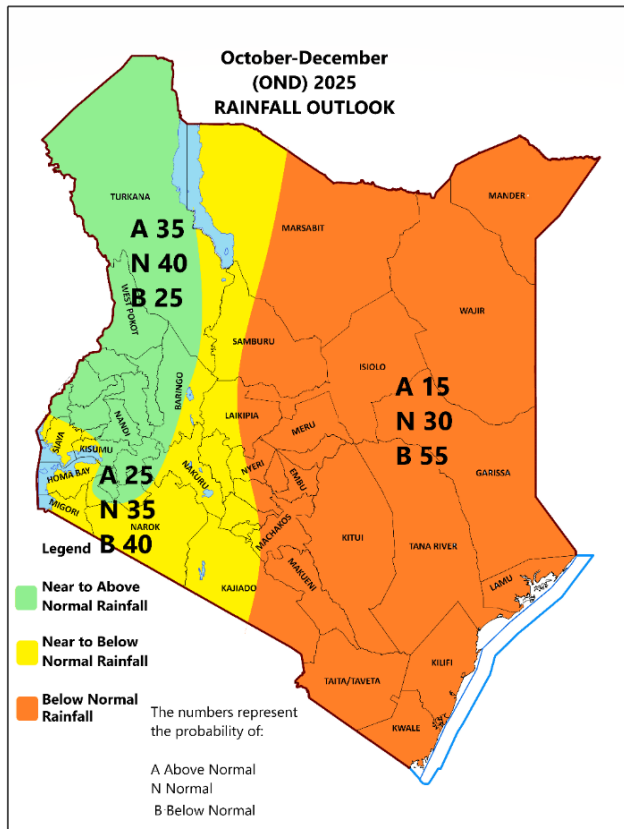 October-December
(OND) 2025
RAINFALL OUTLOOK
MANDER
TURKANA
MARSABIT
A 35
N 40
B 25
WEST POKOT
WAJIR
SAMBURU
ISIOLO
BARINGO
A 15
N 30
B 55
LAIKIPIA
MERU
NANDI
SIAYA
KISUMU
NYERI
EMBU
NAKURU
HOMA BAY
GARISSA
A 25
N 35
B 40
MIGORI
NAROK
MACHAKOS
KITUI
TANA RIVER
MAKUENI
KAJIADO
LAMU
KILIFI
TAITA/TAVETA
KWALE
Legend
Near to Above
Normal Rainfall
Near to Below
Normal Rainfall
Below Normal
Rainfall
The numbers represent
the probability of:
A Above Normal
N Normal
B Below Normal